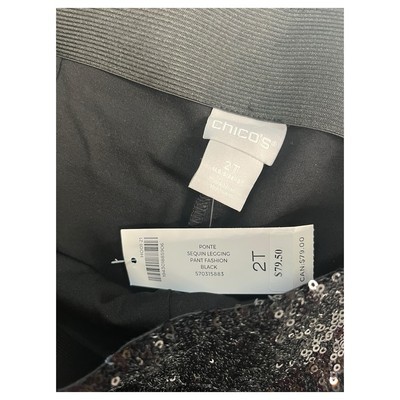 chico's
2T
PONTE
SEQUIN LEGGING
PANT FASHION
BLACK
570315883
2T
$79.50
CAN. $79.00